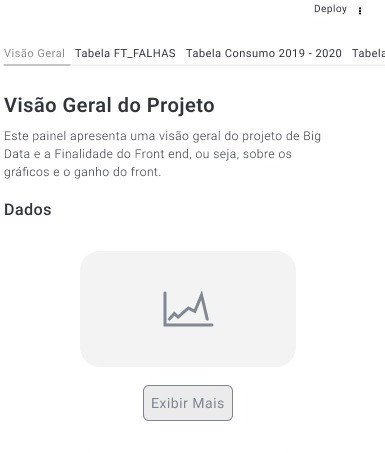 Deploy
Visão Geral Tabela FT_FALHAS Tabela Consumo 2019 - 2020 Tabela
Visão Geral do Projeto
Este painel apresenta uma visão geral do projeto de Big
Data e a Finalidade do Front end, ou seja, sobre os
gráficos e o ganho do front.
Dados
Exibir Mais